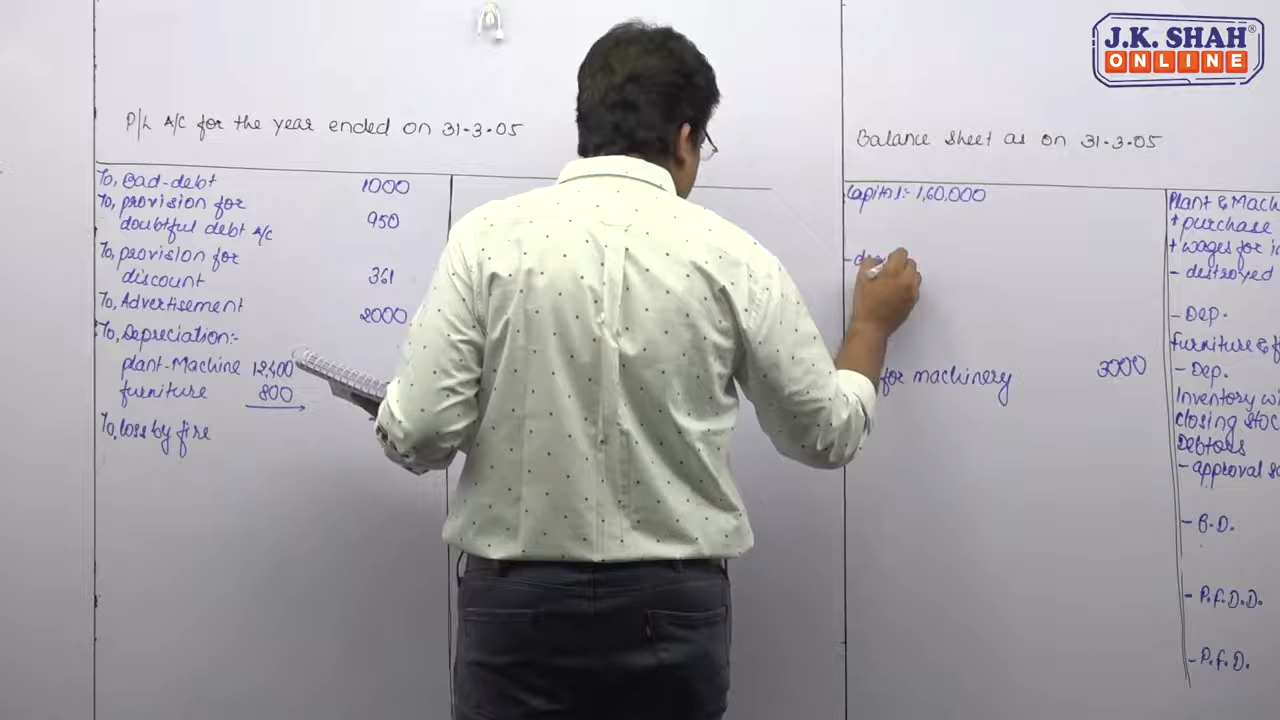 J.K. SHAH®
ONLINE
P/L A/C for the year ended on 31-3-05
To, Bad-debt 1000
To, provision for
doubtful debt A/c 950
To, provision for
discount 361
To, Advertisement 2000
To, Depreciation:-
plant-Machine 12400
furniture 800
To, loss by fire
Balance Sheet as on 31-3-05
Capital:- 1,60,000
for machinery 3000
Plant & Mach
+ purchase
+ wages for
- destroyed
- Dep.
furniture &
- Dep.
Inventory
closing
Debtors
- approval
- B.D.
- P.f.D.D.
- P.f.D.